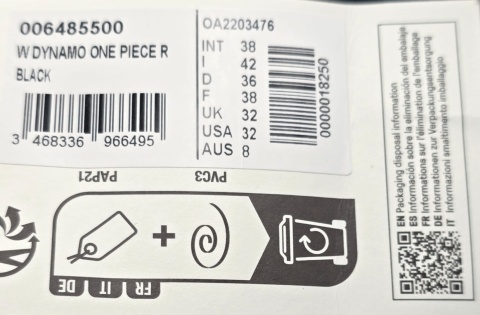 006485500
W DYNAMO ONE PIECE R
BLACK
3 468336 966495
OA2203476
INT 38
I 42
D 36
F 38
UK 32
USA 32
AUS 8
0000018250
PAP21
PVC3
FR
IT
DE
EN Packaging disposal information
ES Información sobre la eliminación del embalaje
FR Informations sur l'élimination de l'emballage
DE Informationen zur Verpackungsentsorgung
IT Informazioni smaltimento imballaggio